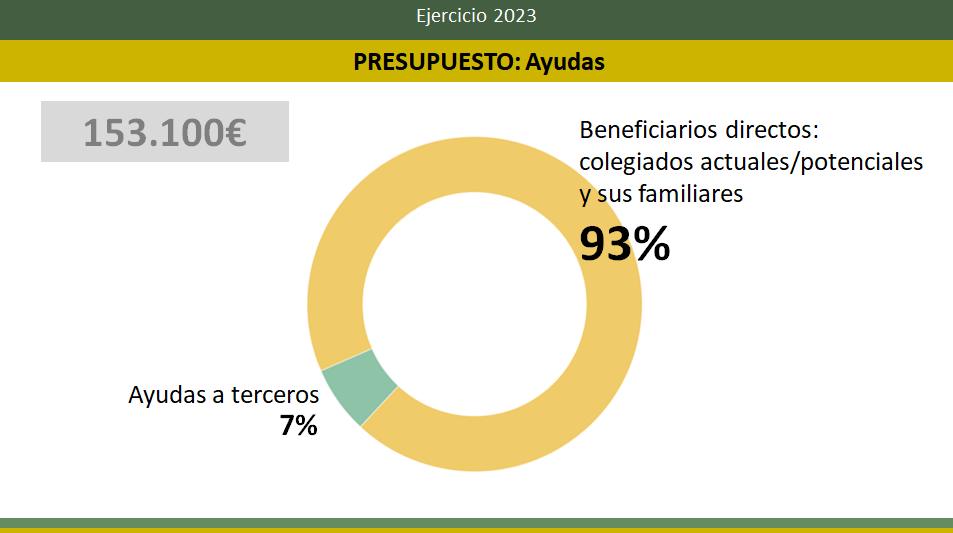 Ejercicio 2023
PRESUPUESTO: Ayudas
153.100€
Beneficiarios directos:
colegiados actuales/potenciales
y sus familiares
93%
Ayudas a terceros
7%